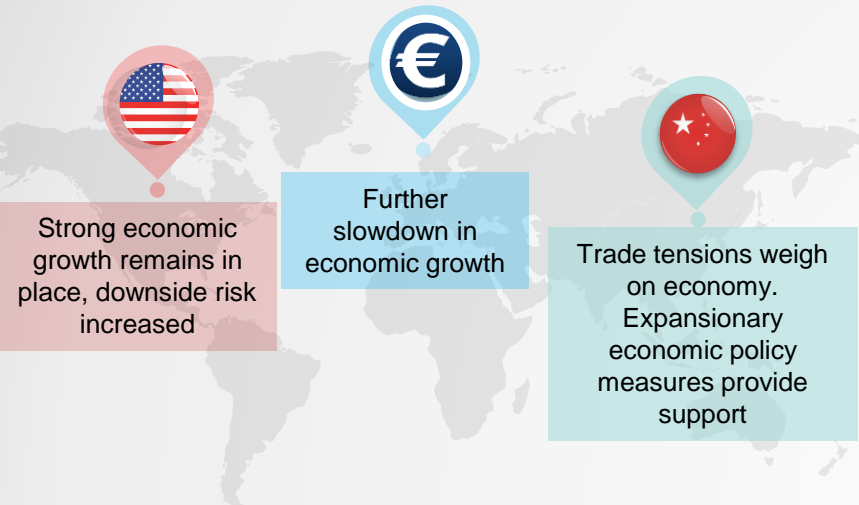 Strong economic
growth remains in
place, downside risk
increased
Further
slowdown in
economic growth
Trade tensions weigh
on economy.
Expansionary
economic policy
measures provide
support